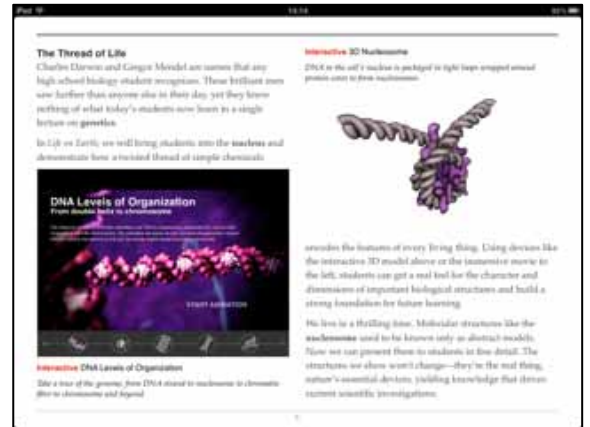 iPad
The Thread of Life
Charles Darwin and Gregor Mendel are names that any
high school biology student recognizes. These brilliant men
saw further than anyone else in their day, yet they knew
nothing of what today's students now learn in a single
lecture on genetics.
In Life on Earth, we will bring students into the nucleus and
demonstrate how a twisted thread of simple chemicals
DNA Levels of Organization
From double helix to chromosome
START ANIMATION
Interactive DNA Levels of Organization
Take a tour of the genome, from DNA strand to nucleosome to chromatin
fiber to chromosome and beyond
Interactive 3D Nucleosome
DNA in the cell's nucleus is packaged in tight loops wrapped around
protein cores to form nucleosomes.
encodes the features of every living thing. Using devices like
the interactive 3D model above or the immersive movie to
the left, students can get a real feel for the character and
dimensions of important biological structures and build a
strong foundation for future learning.
We live in a thrilling time. Molecular structures like the
nucleosome used to be known only as abstract models.
Now we can present them to students in fine detail. The
structures we show won't change—they're the real thing,
nature's essential devices, yielding knowledge that drives
current scientific investigations.